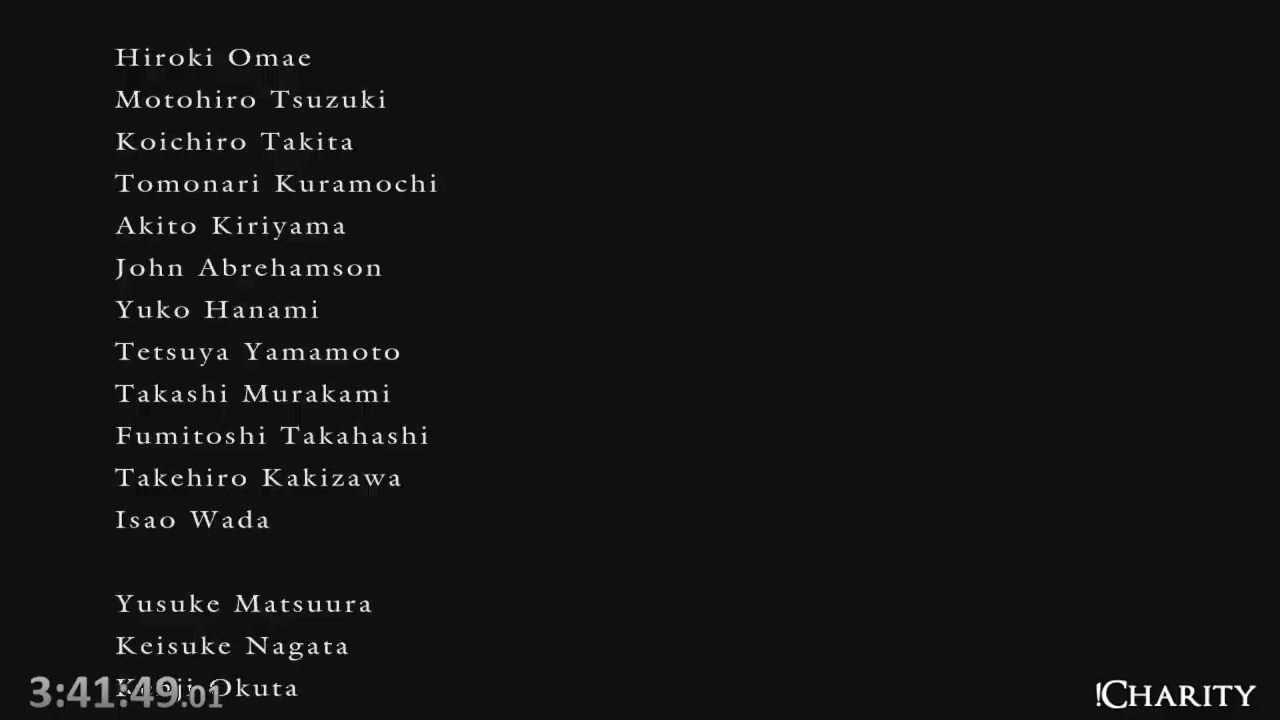 Hiroki Omae
Motohiro Tsuzuki
Koichiro Takita
Tomonari Kuramochi
Akito Kiriyama
John Abrehamson
Yuko Hanami
Tetsuya Yamamoto
Takashi Murakami
Fumitoshi Takahashi
Takehiro Kakizawa
Isao Wada
Yusuke Matsuura
Keisuke Nagata
Kenji Okuta
3:41:49.01
!CHARITY